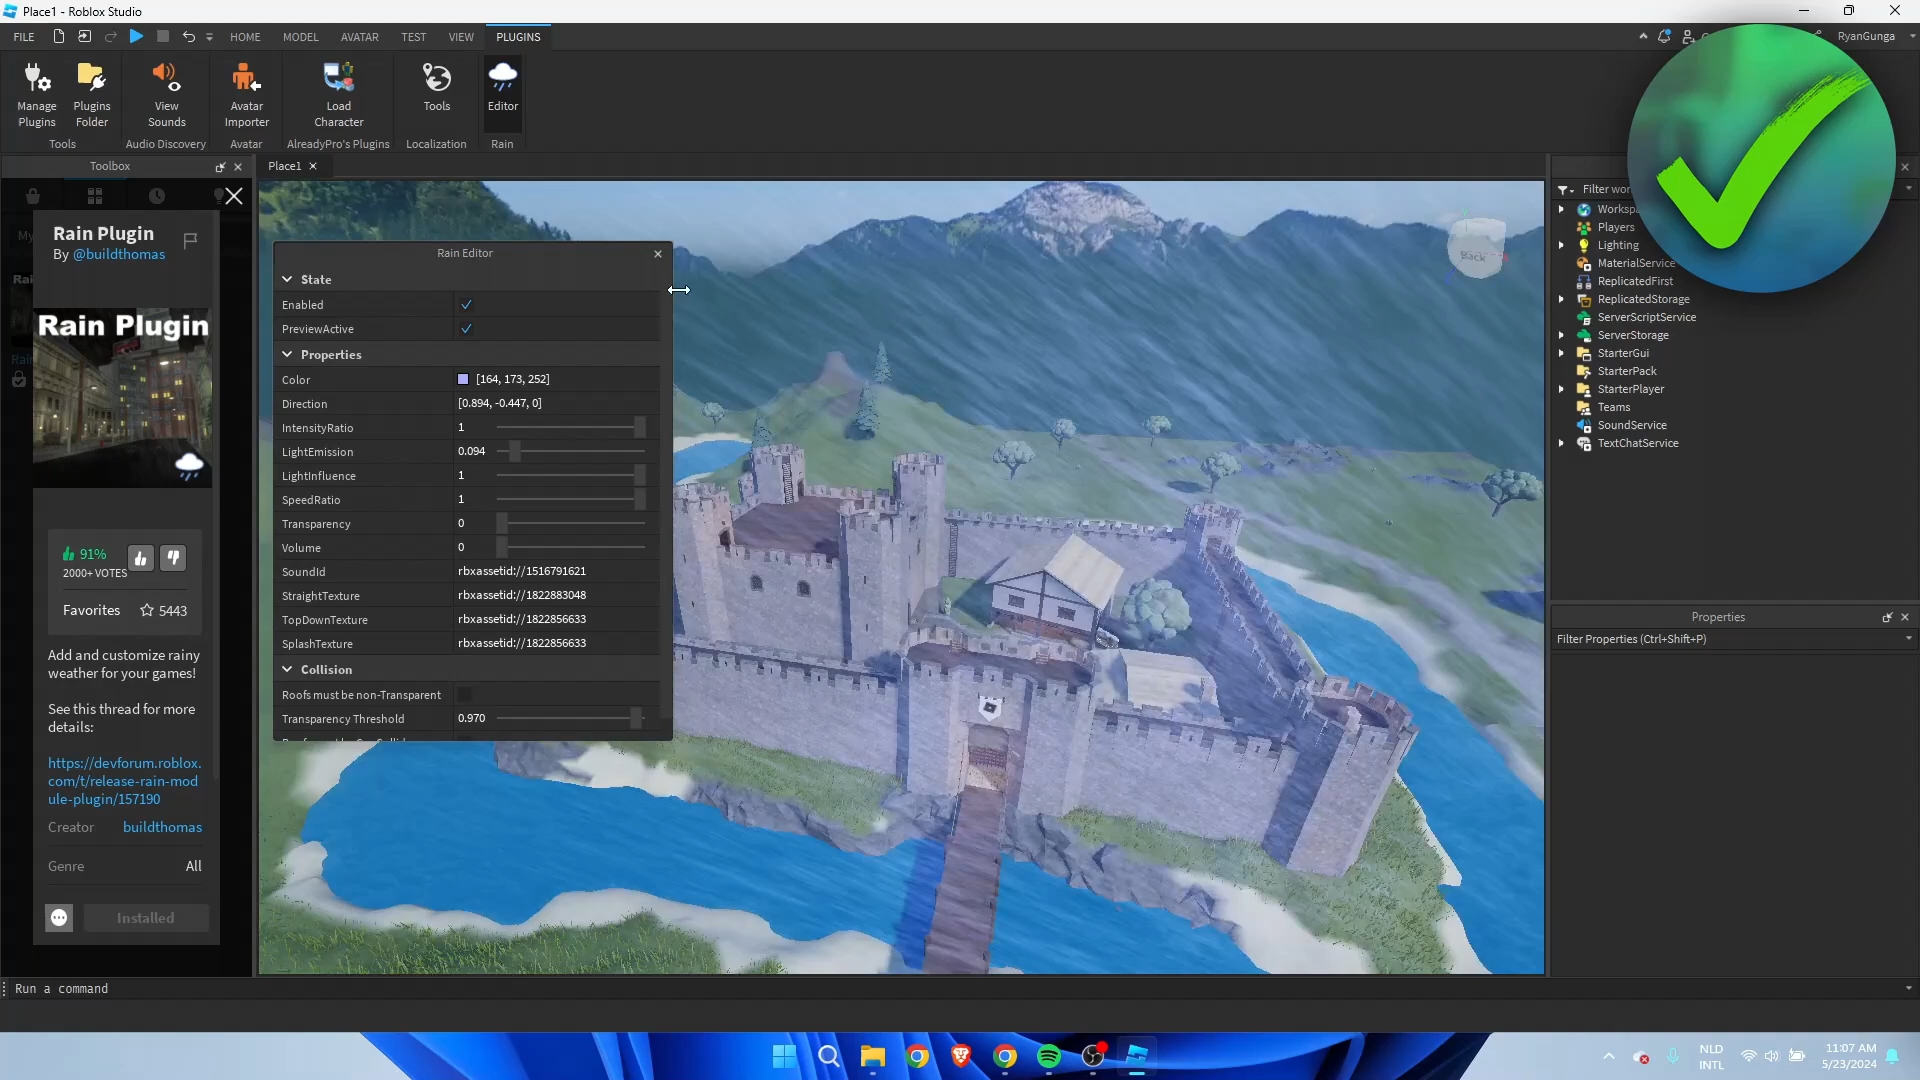 Place1 - Roblox Studio
FILE
HOME
MODEL
AVATAR
TEST
VIEW
PLUGINS
RyanGunga
Manage
Plugins
Plugins
Folder
View
Sounds
Avatar
Importer
Load
Character
Tools
Editor
Tools
Audio Discovery
Avatar
AlreadyPro's Plugins
Localization
Rain
Toolbox
Place1
Rain Plugin
By @buildthomas
Rain Plugin
91%
2000+ VOTES
Favorites
5443
Add and customize rainy
weather for your games!
See this thread for more
details:
https://devforum.roblox.
com/t/release-rain-mod
ule-plugin/157190
Creator
buildthomas
Genre
All
Installed
Rain Editor
State
Enabled
PreviewActive
Properties
Color
[164, 173, 252]
Direction
[0.894, -0.447, 0]
IntensityRatio
1
LightEmission
0.094
LightInfluence
1
SpeedRatio
1
Transparency
0
Volume
0
SoundId
rbxassetid://1516791621
StraightTexture
rbxassetid://1822883048
TopDownTexture
rbxassetid://1822856633
SplashTexture
rbxassetid://1822856633
Collision
Roofs must be non-Transparent
Transparency Threshold
0.970
Back
Filter
Players
Lighting
MaterialService
ReplicatedFirst
ReplicatedStorage
ServerScriptService
ServerStorage
StarterGui
StarterPack
StarterPlayer
Teams
SoundService
TextChatService
Properties
Filter Properties (Ctrl+Shift+P)
Run a command
NLD
INTL
11:07 AM
5/23/2024